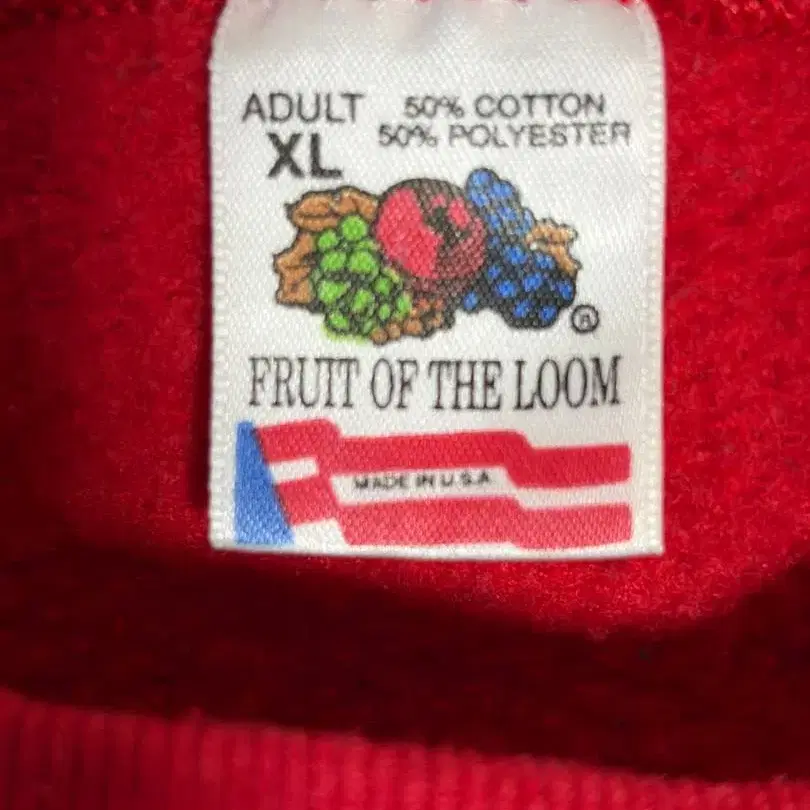 ADULT 50% COTTON
XL 50% POLYESTER
®
FRUIT OF THE LOOM
MADE IN U.S.A.